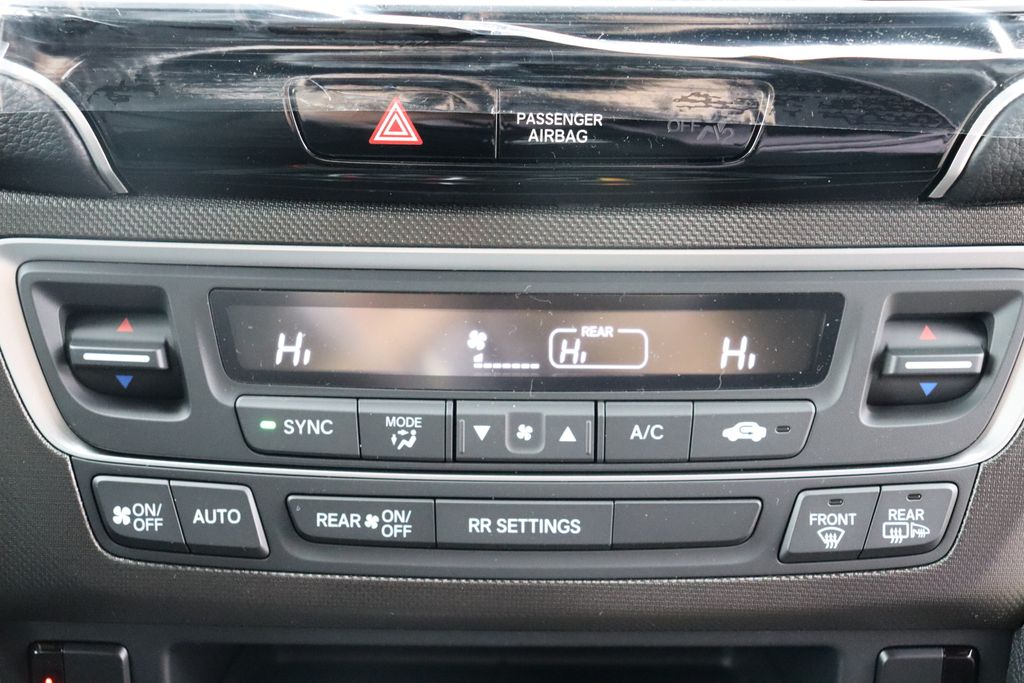 PASSENGER
AIRBAG
OFF
REAR
Hi
Hi
Hi
SYNC
MODE
A/C
ON/
OFF
AUTO
REAR ON/
OFF
RR SETTINGS
FRONT
REAR